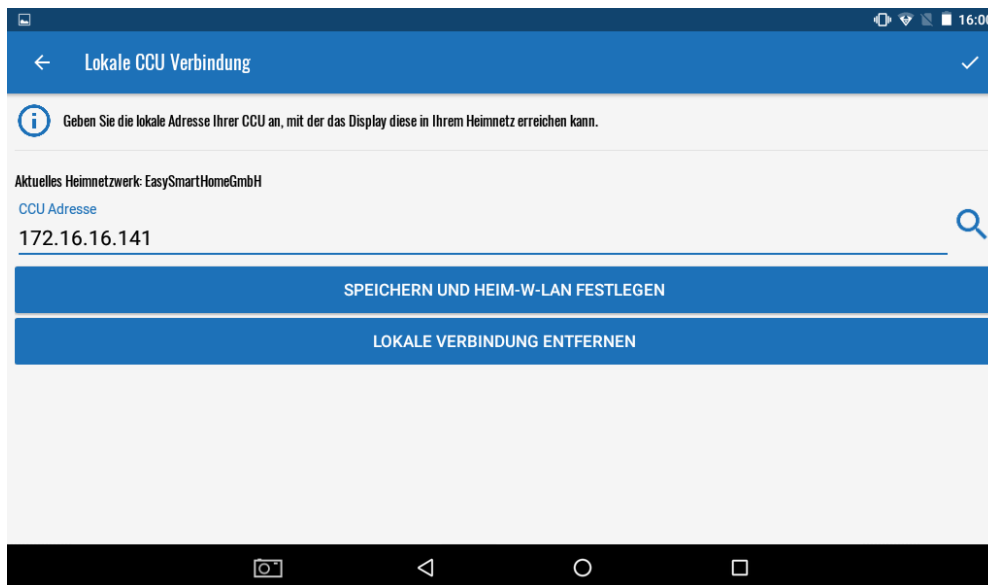 16:00
Lokale CCU Verbindung
Geben Sie die lokale Adresse Ihrer CCU an, mit der das Display diese in Ihrem Heimnetz erreichen kann.
Aktuelles Heimnetzwerk: EasySmartHomeGmbH
CCU Adresse
172.16.16.141
SPEICHERN UND HEIM-W-LAN FESTLEGEN
LOKALE VERBINDUNG ENTFERNEN